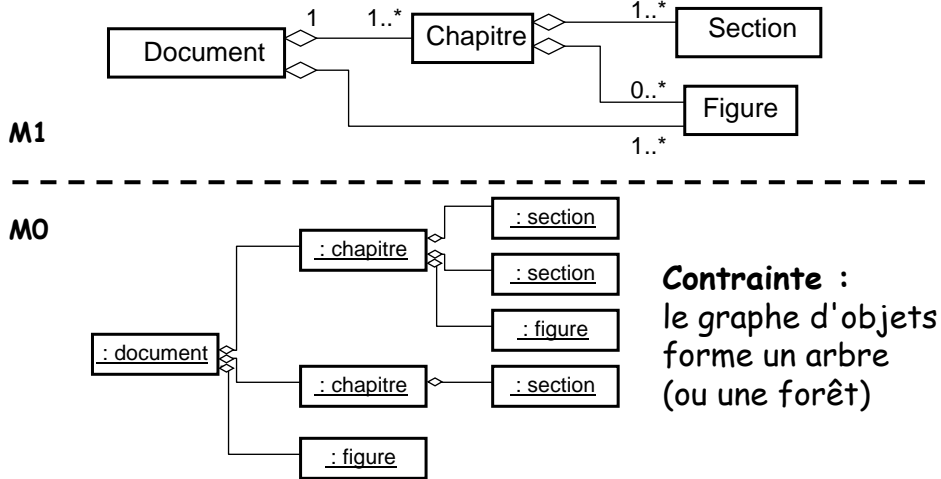 1
1..*
1..*
Document
Chapitre
Section
0..*
Figure
1..*
M1
M0
: section
: chapitre
: section
: figure
: document
: chapitre
: section
: figure
Contrainte :
le graphe d'objets
forme un arbre
(ou une forêt)